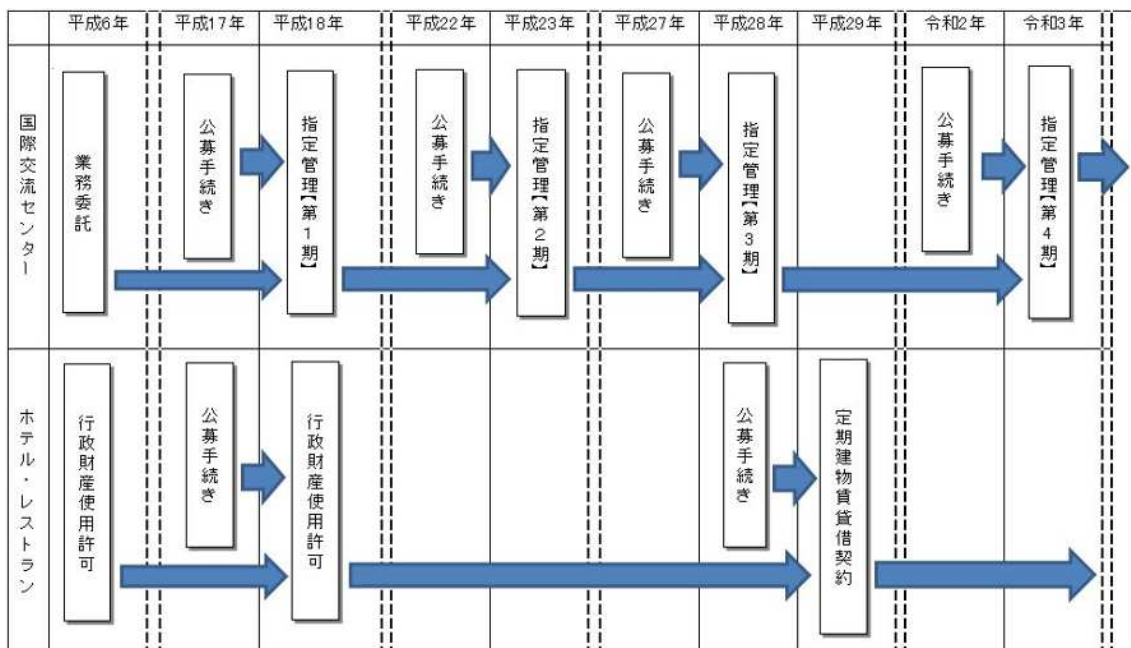 平成6年
平成17年
平成18年
平成22年
平成23年
平成27年
平成28年
平成29年
令和2年
令和3年
国際交流センター
業務委託
公募手続き
指定管理【第1期】
公募手続き
指定管理【第2期】
公募手続き
指定管理【第3期】
公募手続き
指定管理【第4期】
ホテル・レストラン
行政財産使用許可
公募手続き
行政財産使用許可
公募手続き
定期建物賃貸借契約